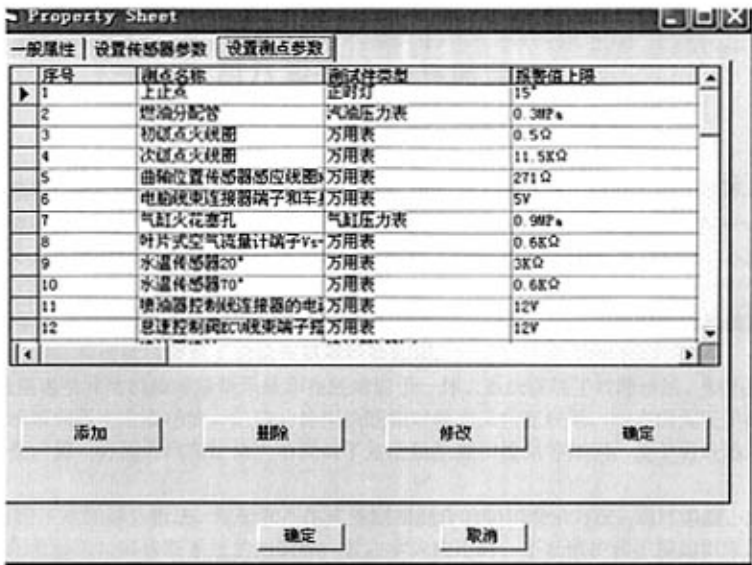 Property Sheet
一般属性 设置传感器参数 设置测点参数
序号 测点名称 测试件类型 报警值上限
1 上止点 正时灯 15°
2 燃油分配管 汽油压力表 0.3MPa
3 初级点火线圈 万用表 0.5Ω
4 次级点火线圈 万用表 11.5KΩ
5 曲轴位置传感器感应线圈 万用表 271Ω
6 电脑线束连接器端子和车 万用表 5V
7 气缸火花塞孔 气缸压力表 0.9MPa
8 叶片式空气流量计端子Vs- 万用表 0.6KΩ
9 水温传感器20° 万用表 3KΩ
10 水温传感器70° 万用表 0.6KΩ
11 喷油器控制线连接器的电 万用表 12V
12 怠速控制阀ECU线束端子 万用表 12V
添加 删除 修改 确定
确定 取消